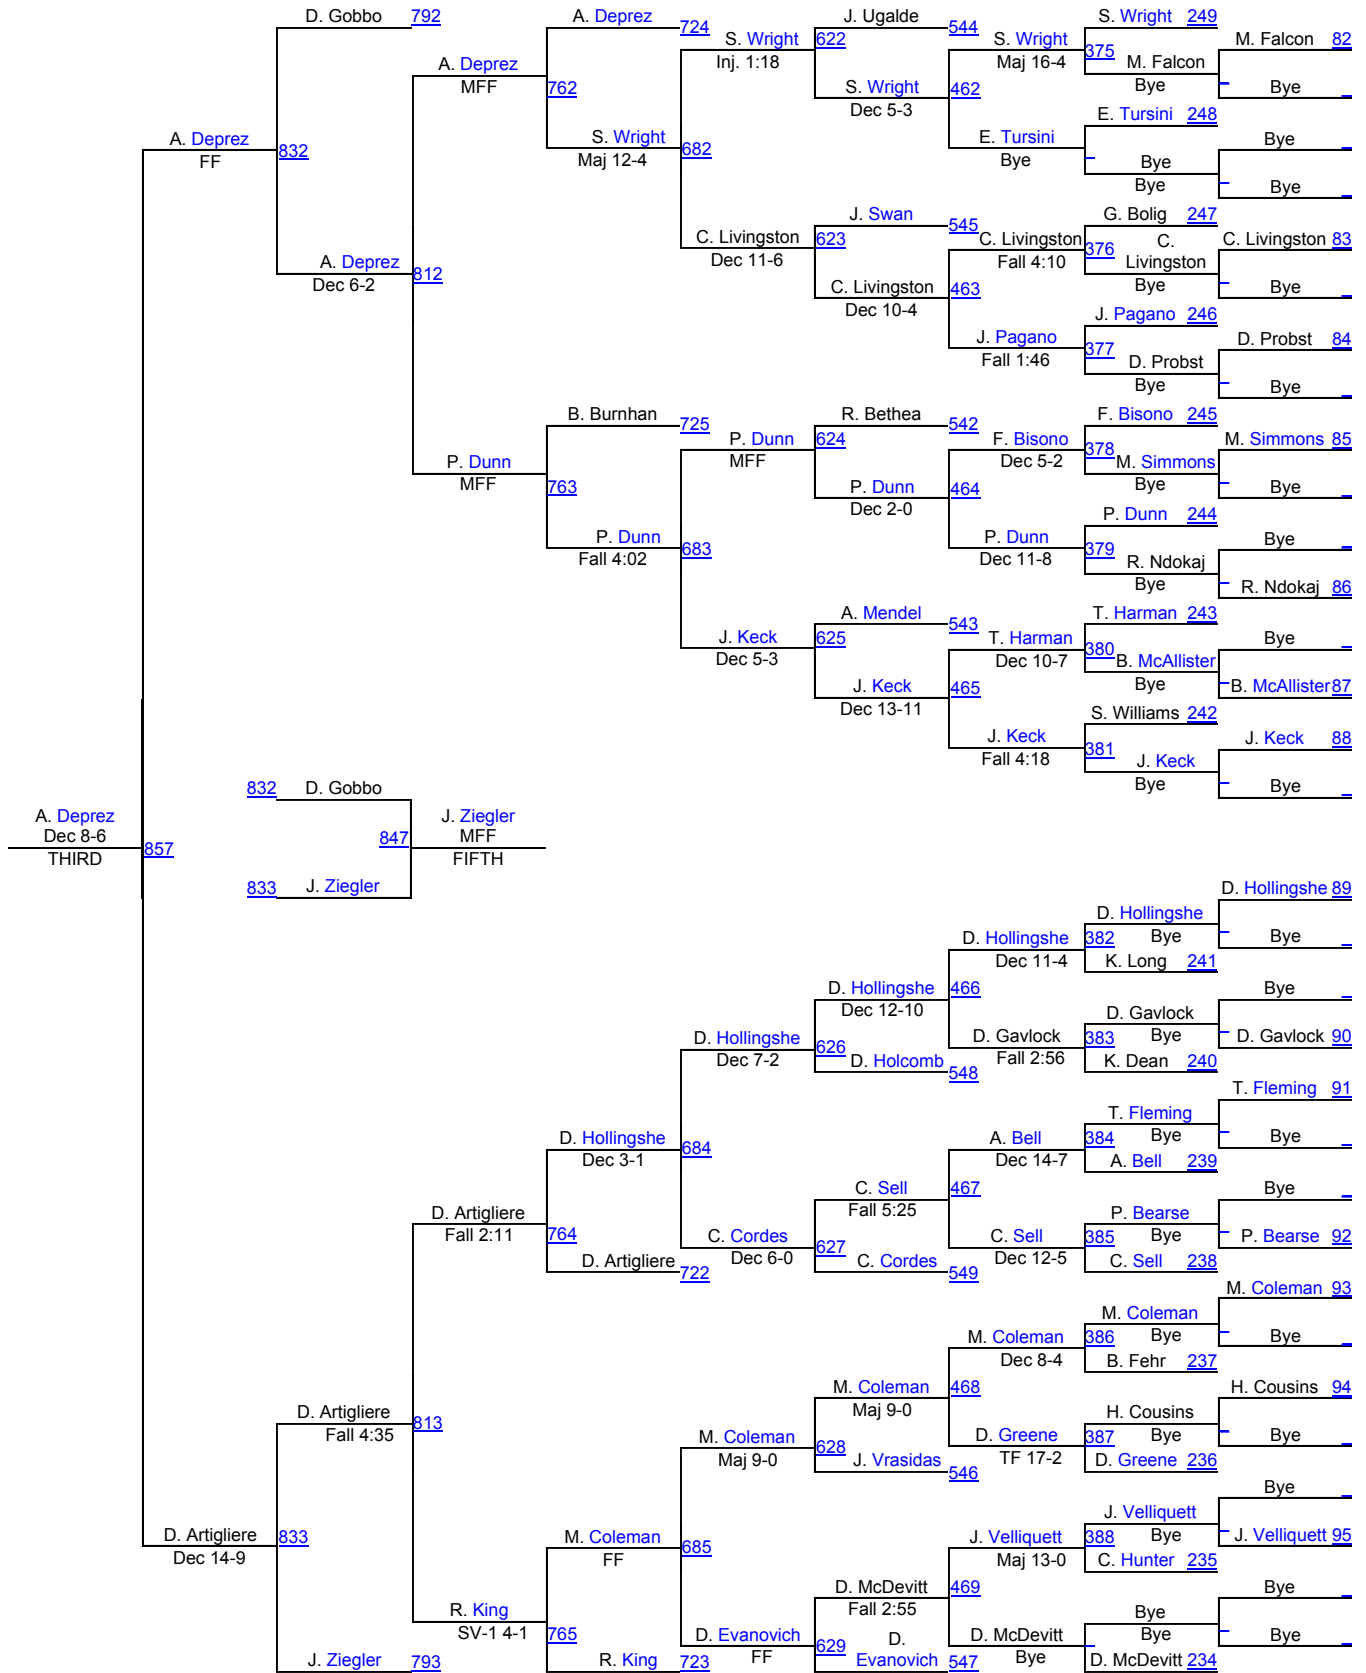 D. Gobbo 792
A. Deprez 724
J. Ugalde 544
S. Wright 249
M. Falcon 82
S. Wright 622
Inj. 1:18
S. Wright 375
Maj 16-4
M. Falcon
Bye
Bye
A. Deprez
MFF
762
S. Wright 462
Dec 5-3
E. Tursini 248
A. Deprez 832
FF
S. Wright 682
Maj 12-4
E. Tursini
Bye
Bye
Bye
Bye
Bye
J. Swan 545
G. Bolig 247
C. Livingston 623
Dec 11-6
C. Livingston 376
Fall 4:10
C.
Livingston
Bye
C. Livingston 83
Bye
A. Deprez 812
Dec 6-2
C. Livingston 463
Dec 10-4
J. Pagano 246
J. Pagano 377
Fall 1:46
D. Probst
Bye
D. Probst 84
Bye
B. Burnhan 725
R. Bethea 542
F. Bisono 245
P. Dunn 624
MFF
F. Bisono 378
Dec 5-2
M. Simmons
Bye
M. Simmons 85
Bye
P. Dunn 763
MFF
P. Dunn 464
Dec 2-0
P. Dunn 244
P. Dunn 683
Fall 4:02
P. Dunn 379
Dec 11-8
R. Ndokaj
Bye
Bye
R. Ndokaj 86
A. Mendel 543
T. Harman 243
J. Keck 625
Dec 5-3
T. Harman 380
Dec 10-7
B. McAllister
Bye
Bye
B. McAllister 87
J. Keck 465
Dec 13-11
S. Williams 242
J. Keck 381
Fall 4:18
J. Keck
Bye
J. Keck 88
Bye
832 D. Gobbo
A. Deprez
Dec 8-6
THIRD
857
847
J. Ziegler
MFF
FIFTH
833 J. Ziegler
D. Hollingshe 89
D. Hollingshe
Bye
D. Hollingshe 382
Dec 11-4
Bye
K. Long 241
D. Hollingshe 466
Dec 12-10
Bye
D. Gavlock
Bye
D. Hollingshe 626
Dec 7-2
D. Gavlock 383
Fall 2:56
D. Gavlock 90
D. Holcomb 548
K. Dean 240
T. Fleming 91
T. Fleming
Bye
D. Hollingshe 684
Dec 3-1
A. Bell 384
Dec 14-7
Bye
A. Bell 239
C. Sell 467
Fall 5:25
Bye
D. Artigliere 764
Fall 2:11
P. Bearse
Bye
C. Cordes 627
Dec 6-0
C. Sell 385
Dec 12-5
P. Bearse 92
D. Artigliere 722
C. Cordes 549
C. Sell 238
M. Coleman 93
M. Coleman
Bye
M. Coleman 386
Dec 8-4
Bye
B. Fehr 237
M. Coleman 468
Maj 9-0
H. Cousins 94
D. Artigliere 813
Fall 4:35
H. Cousins
Bye
M. Coleman 628
Maj 9-0
D. Greene 387
TF 17-2
Bye
J. Vrasidas 546
D. Greene 236
Bye
J. Velliquett
Bye
D. Artigliere 833
Dec 14-9
M. Coleman 685
FF
J. Velliquett 388
Maj 13-0
J. Velliquett 95
C. Hunter 235
D. McDevitt 469
Fall 2:55
Bye
R. King 765
SV-1 4-1
Bye
Bye
D. Evanovich 629
FF
D. McDevitt
Bye
Bye
J. Ziegler 793
R. King 723
D.
Evanovich 547
D. McDevitt 234